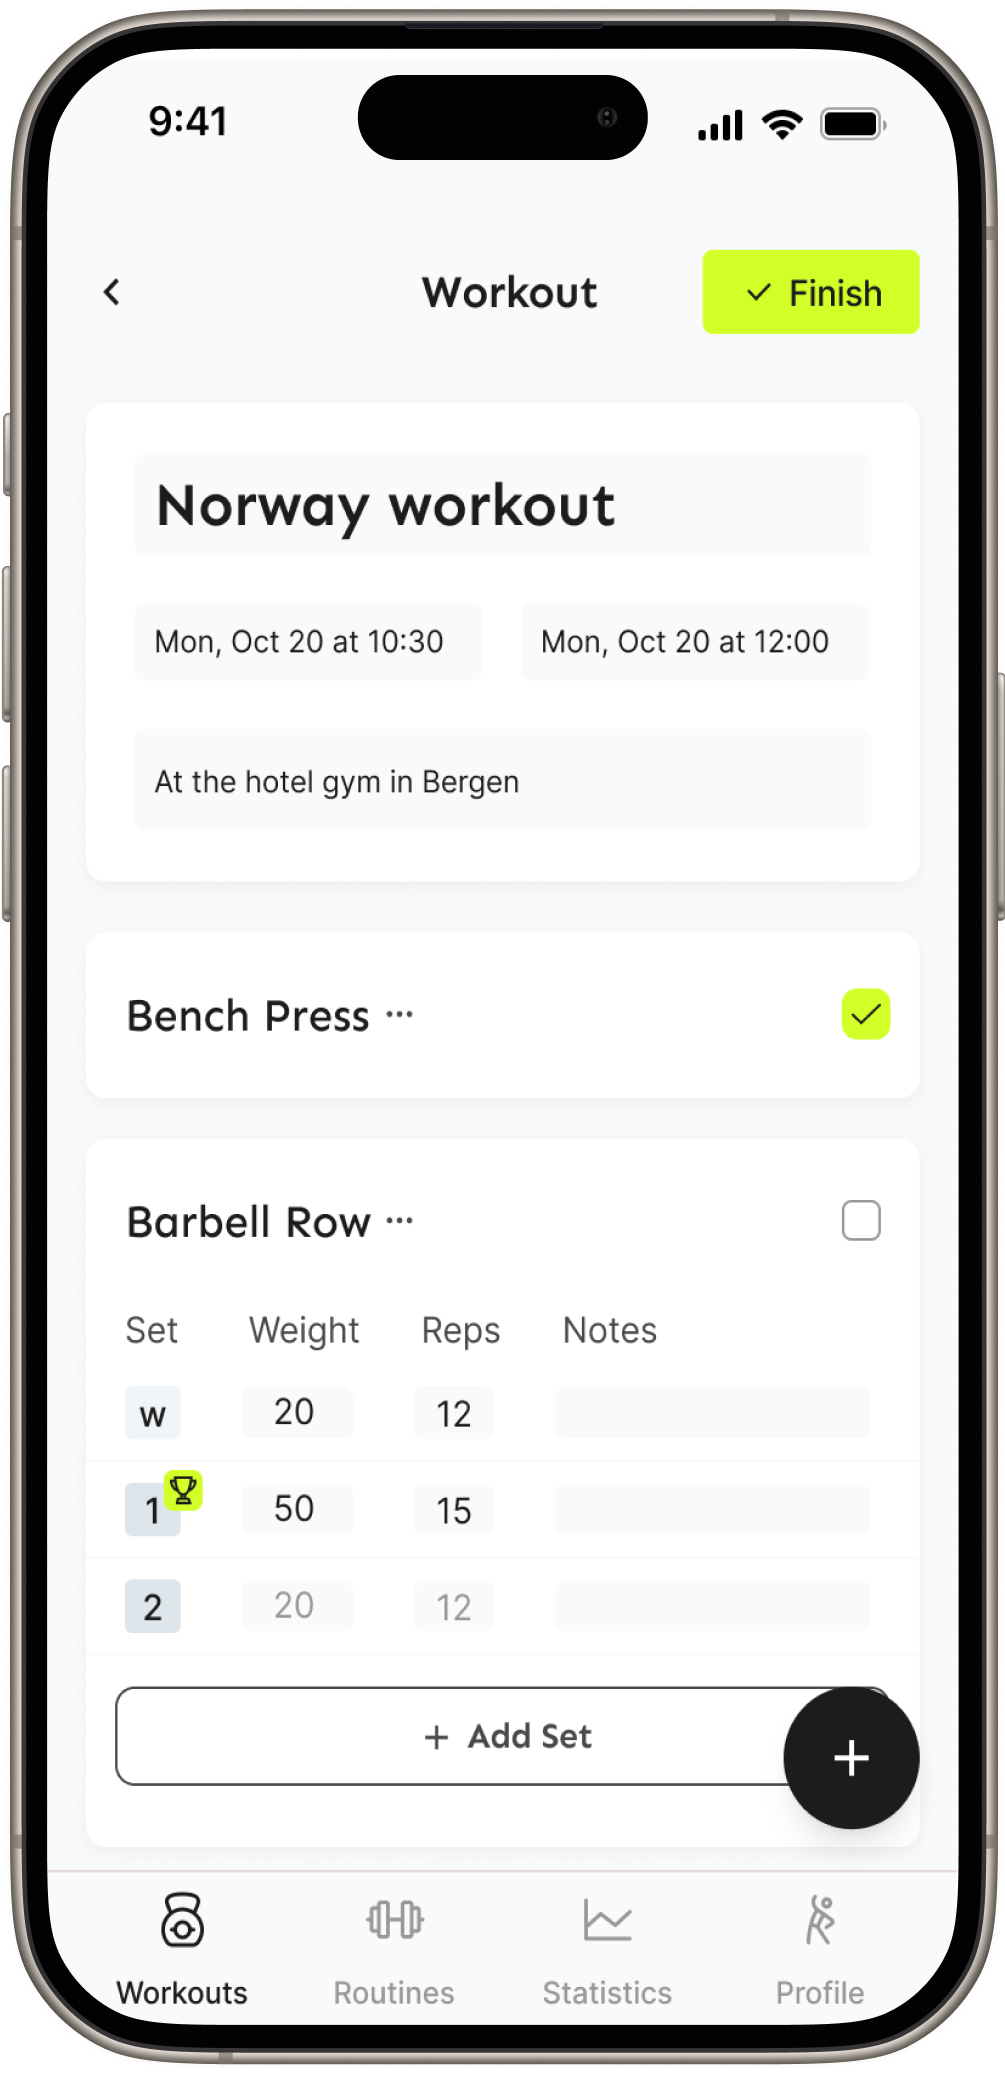 9:41
Workout
Finish
Norway workout
Mon, Oct 20 at 10:30
Mon, Oct 20 at 12:00
At the hotel gym in Bergen
Bench Press ···
Barbell Row ···
Set Weight Reps Notes
W 20 12
1 50 15
2 20 12
+ Add Set
+
Workouts Routines Statistics Profile